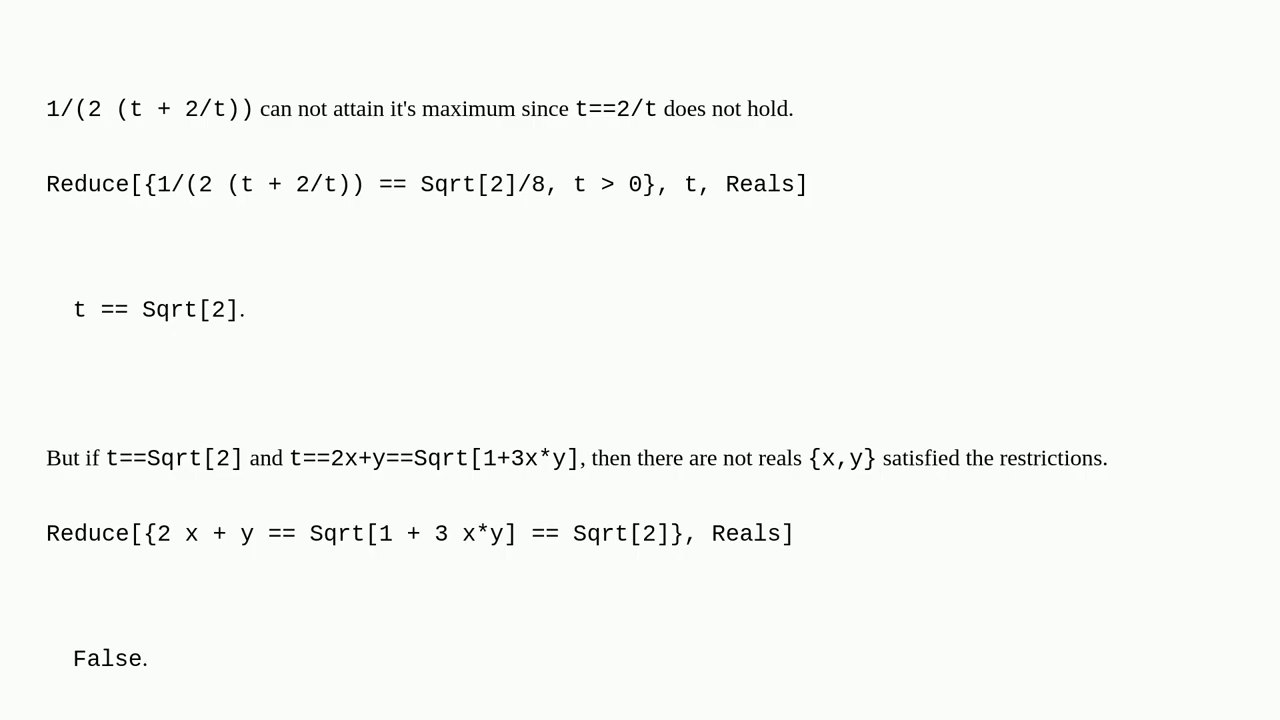 1/(2 (t + 2/t)) can not attain it's maximum since t==2/t does not hold.
Reduce[{1/(2 (t + 2/t)) == Sqrt[2]/8, t > 0}, t, Reals]
t == Sqrt[2].
But if t==Sqrt[2] and t==2x+y==Sqrt[1+3x*y], then there are not reals {x,y} satisfied the restrictions.
Reduce[{2 x + y == Sqrt[1 + 3 x*y] == Sqrt[2]}, Reals]
False.